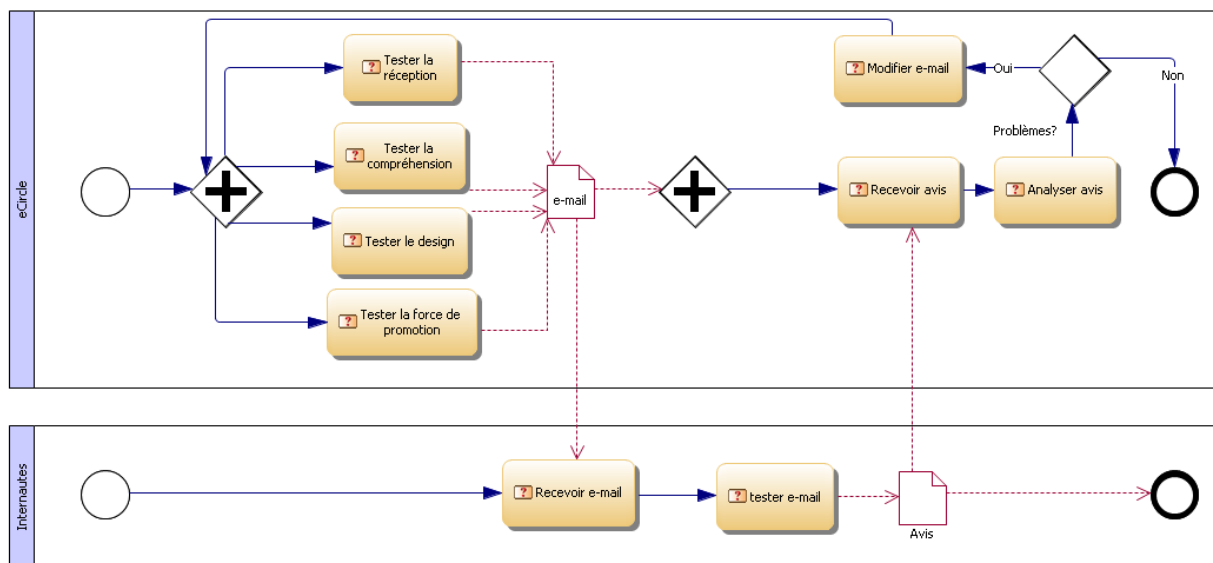 eCircle
Tester la
réception
Tester la
compréhension
Tester le design
Tester la force de
promotion
e-mail
Modifier e-mail
Oui
Non
Problèmes?
Recevoir avis
Analyser avis
Internautes
Recevoir e-mail
tester e-mail
Avis